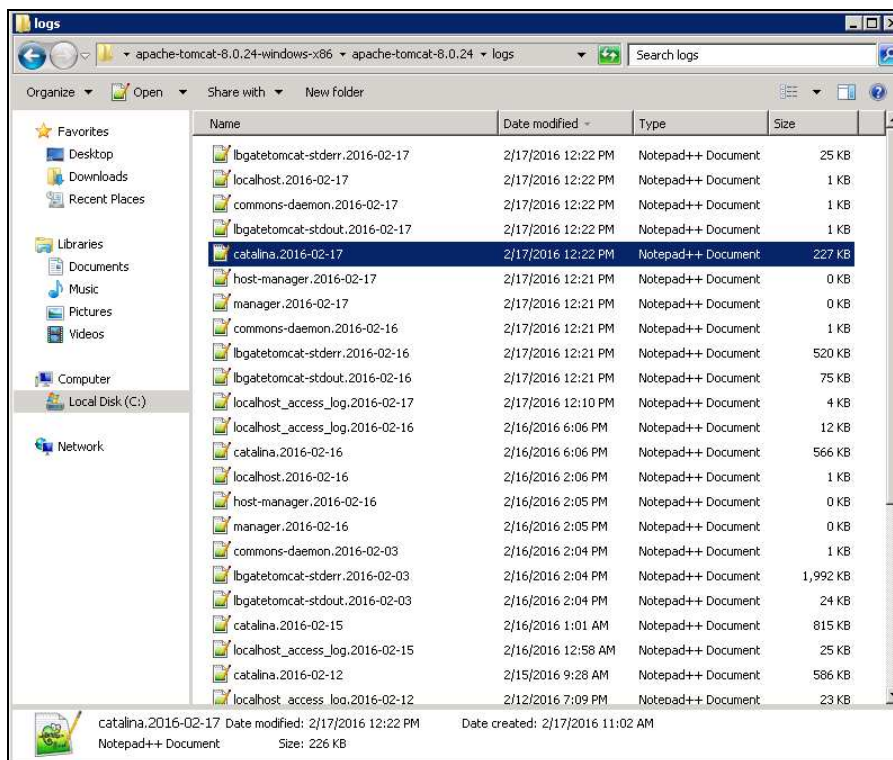 logs
apache-tomcat-8.0.24-windows-x86 apache-tomcat-8.0.24 logs Search logs
Organize Open Share with New folder
Favorites
Desktop
Downloads
Recent Places
Libraries
Documents
Music
Pictures
Videos
Computer
Local Disk (C:)
Network
Name Date modified Type Size
lbgatetomcat-stderr.2016-02-17 2/17/2016 12:22 PM Notepad++ Document 25 KB
localhost.2016-02-17 2/17/2016 12:22 PM Notepad++ Document 1 KB
commons-daemon.2016-02-17 2/17/2016 12:22 PM Notepad++ Document 1 KB
lbgatetomcat-stdout.2016-02-17 2/17/2016 12:22 PM Notepad++ Document 1 KB
catalina.2016-02-17 2/17/2016 12:22 PM Notepad++ Document 227 KB
host-manager.2016-02-17 2/17/2016 12:21 PM Notepad++ Document 0 KB
manager.2016-02-17 2/17/2016 12:21 PM Notepad++ Document 0 KB
commons-daemon.2016-02-16 2/17/2016 12:21 PM Notepad++ Document 1 KB
lbgatetomcat-stderr.2016-02-16 2/17/2016 12:21 PM Notepad++ Document 520 KB
lbgatetomcat-stdout.2016-02-16 2/17/2016 12:21 PM Notepad++ Document 75 KB
localhost_access_log.2016-02-17 2/17/2016 12:10 PM Notepad++ Document 4 KB
localhost_access_log.2016-02-16 2/16/2016 6:06 PM Notepad++ Document 12 KB
catalina.2016-02-16 2/16/2016 6:06 PM Notepad++ Document 566 KB
localhost.2016-02-16 2/16/2016 2:06 PM Notepad++ Document 1 KB
host-manager.2016-02-16 2/16/2016 2:05 PM Notepad++ Document 0 KB
manager.2016-02-16 2/16/2016 2:05 PM Notepad++ Document 0 KB
commons-daemon.2016-02-03 2/16/2016 2:04 PM Notepad++ Document 1 KB
lbgatetomcat-stderr.2016-02-03 2/16/2016 2:04 PM Notepad++ Document 1,992 KB
lbgatetomcat-stdout.2016-02-03 2/16/2016 2:04 PM Notepad++ Document 24 KB
catalina.2016-02-15 2/16/2016 1:01 AM Notepad++ Document 815 KB
localhost_access_log.2016-02-15 2/16/2016 12:58 AM Notepad++ Document 25 KB
catalina.2016-02-12 2/15/2016 9:28 AM Notepad++ Document 586 KB
localhost_access_log.2016-02-12 2/12/2016 7:09 PM Notepad++ Document 23 KB
catalina.2016-02-17 Date modified: 2/17/2016 12:22 PM Date created: 2/17/2016 11:02 AM
Notepad++ Document Size: 226 KB